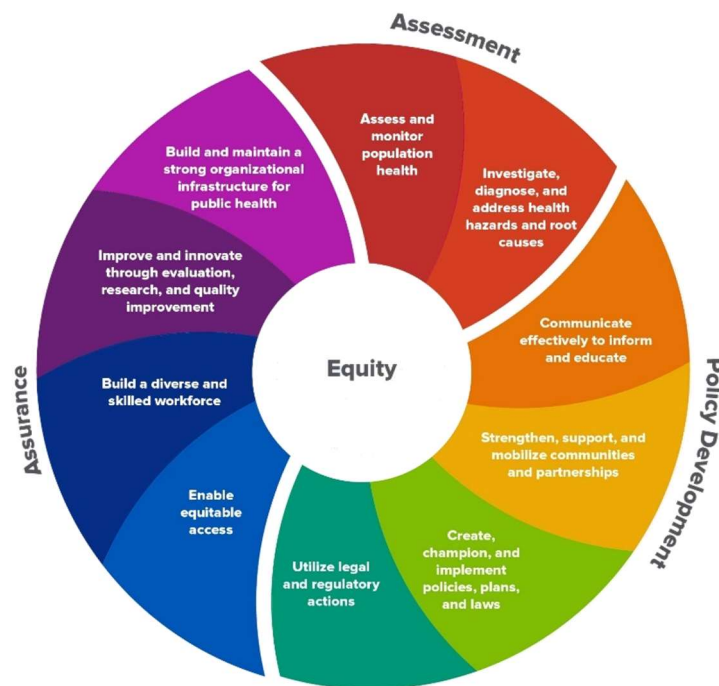 Assessment
Assess and
monitor
population
health
Investigate,
diagnose, and
address health
hazards and root
causes
Policy Development
Communicate
effectively to inform
and educate
Strengthen, support, and
mobilize communities
and partnerships
Create,
champion, and
implement
policies, plans,
and laws
Utilize legal
and regulatory
actions
Assurance
Enable
equitable
access
Build a diverse and
skilled workforce
Improve and innovate
through evaluation,
research, and quality
improvement
Build and maintain a
strong organizational
infrastructure for
public health
Equity